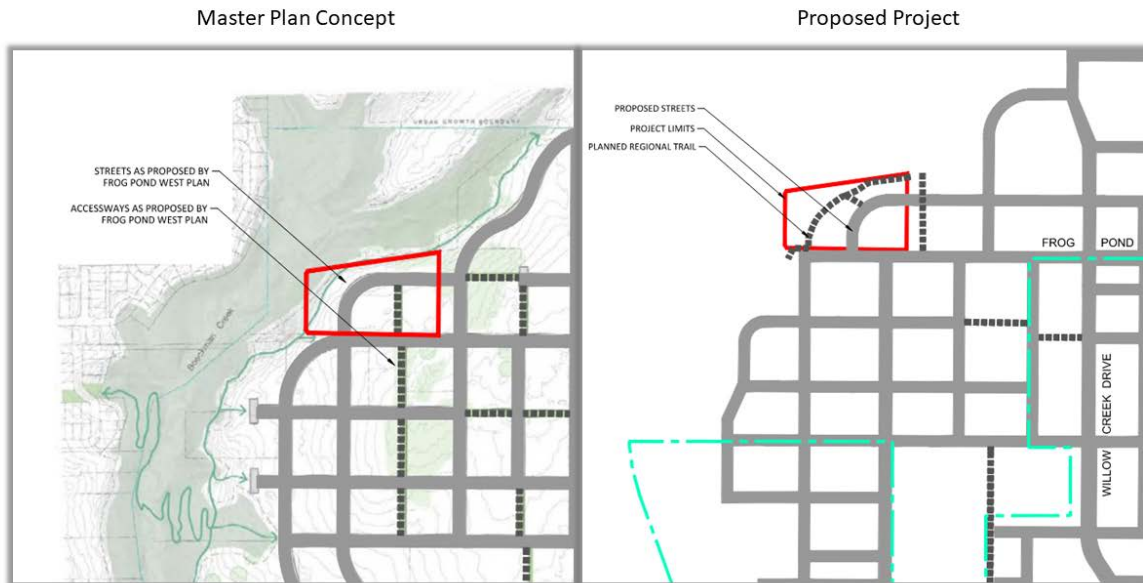 Master Plan Concept
Proposed Project
URBAN GROWTH BOUNDARY
STREETS AS PROPOSED BY
FROG POND WEST PLAN
ACCESSWAYS AS PROPOSED BY
FROG POND WEST PLAN
Boeckman Creek
PROPOSED STREETS
PROJECT LIMITS
PLANNED REGIONAL TRAIL
FROG POND
WILLOW CREEK DRIVE